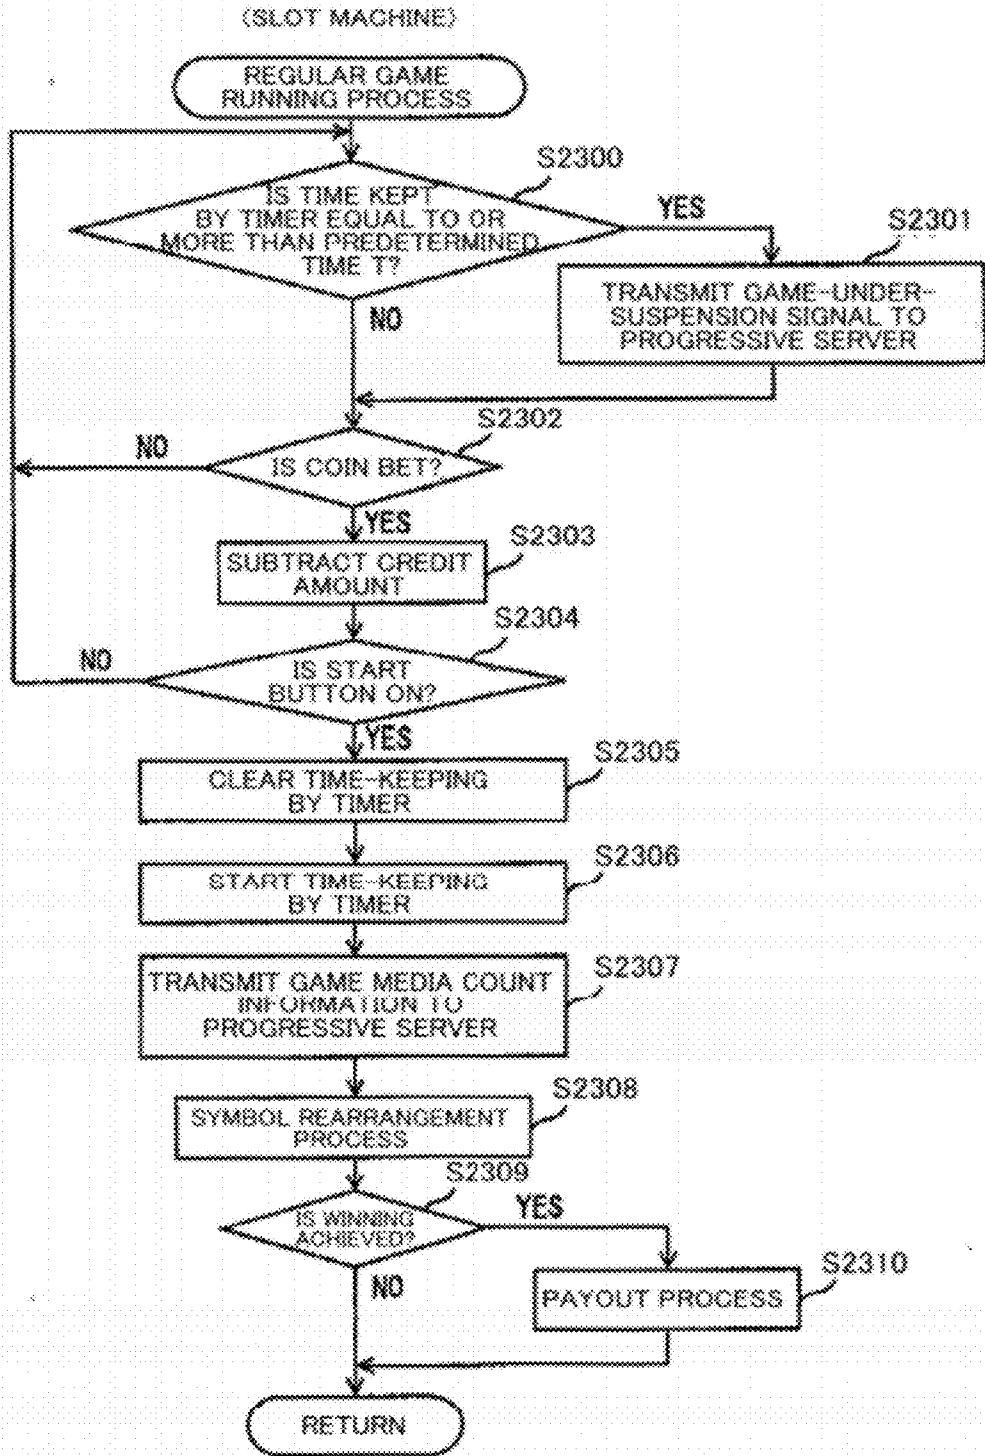 (SLOT MACHINE)
REGULAR GAME
RUNNING PROCESS
S2300
IS TIME KEPT
BY TIMER EQUAL TO OR
MORE THAN PREDETERMINED
TIME T?
YES
S2301
TRANSMIT GAME-UNDER-
SUSPENSION SIGNAL TO
PROGRESSIVE SERVER
NO
S2302
NO
IS COIN BET?
YES
S2303
SUBTRACT CREDIT
AMOUNT
S2304
NO
IS START
BUTTON ON?
YES
S2305
CLEAR TIME-KEEPING
BY TIMER
S2306
START TIME-KEEPING
BY TIMER
S2307
TRANSMIT GAME MEDIA COUNT
INFORMATION TO
PROGRESSIVE SERVER
S2308
SYMBOL REARRANGEMENT
PROCESS
S2309
IS WINNING
ACHIEVED?
YES
NO
S2310
PAYOUT PROCESS
RETURN